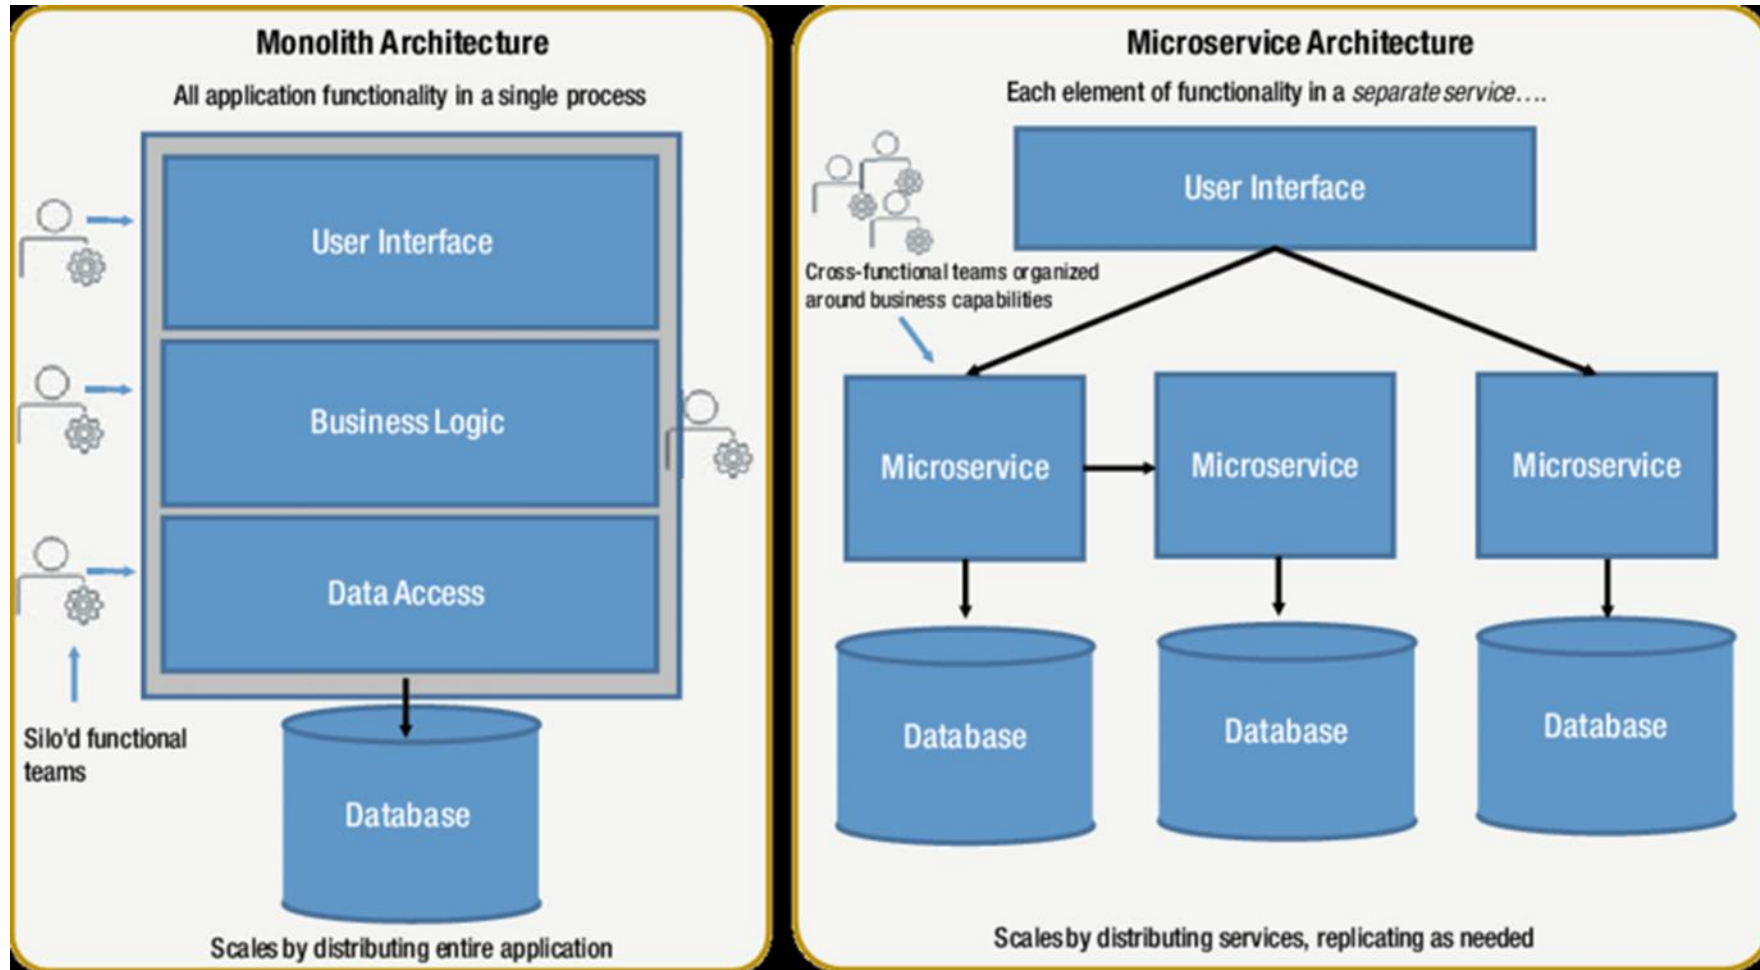 Monolith Architecture
All application functionality in a single process
User Interface
Business Logic
Data Access
Silo'd functional
teams
Database
Scales by distributing entire application
Microservice Architecture
Each element of functionality in a separate service....
User Interface
Cross-functional teams organized
around business capabilities
Microservice
Microservice
Microservice
Database
Database
Database
Scales by distributing services, replicating as needed